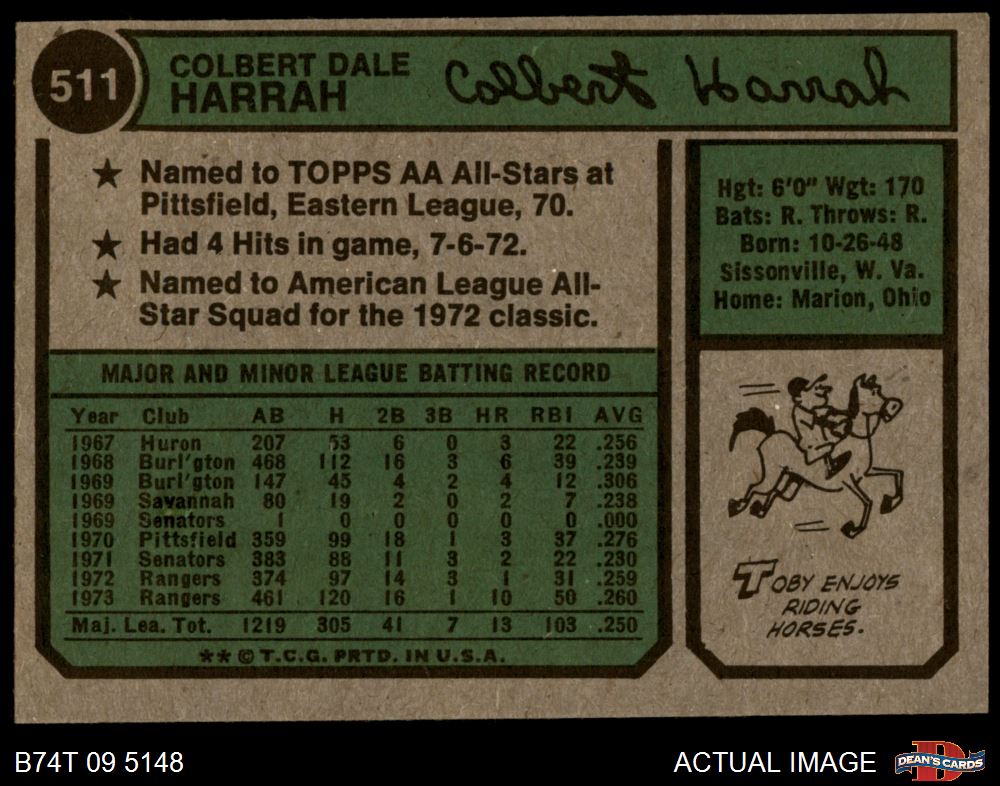 511
COLBERT DALE
HARRAH
Colbert Harrah
★ Named to TOPPS AA All-Stars at
Pittsfield, Eastern League, 70.
★ Had 4 Hits in game, 7-6-72.
★ Named to American League All-
Star Squad for the 1972 classic.
Hgt: 6'0" Wgt: 170
Bats: R. Throws: R.
Born: 10-26-48
Sissonville, W. Va.
Home: Marion, Ohio
MAJOR AND MINOR LEAGUE BATTING RECORD
Year Club AB H 2B 3B HR RBI AVG
1967 Huron 207 53 6 0 3 22 .256
1968 Burl'gton 468 112 16 3 6 39 .239
1969 Burl'gton 147 45 4 2 4 12 .306
1969 Savannah 80 19 2 0 2 7 .238
1969 Senators 1 0 0 0 0 0 .000
1970 Pittsfield 359 99 18 1 3 37 .276
1971 Senators 383 88 11 3 2 22 .230
1972 Rangers 374 97 14 3 1 31 .259
1973 Rangers 461 120 16 1 10 50 .260
Maj. Lea. Tot. 1219 305 41 7 13 103 .250
** © T.C.G. PRTD. IN U.S.A.
TOBY ENJOYS
RIDING
HORSES.
B74T 09 5148
ACTUAL IMAGE
DEAN'S CARDS